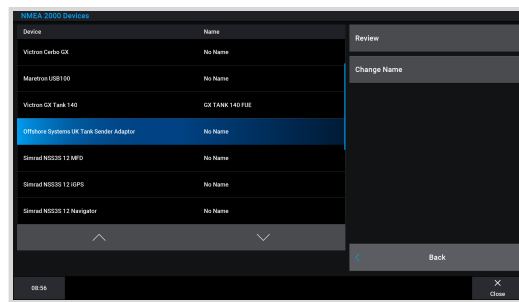 NMEA 2000 Devices
Device Name
Victron Cerbo GX No Name
Maretron USB100 No Name
Victron GX Tank 140 GX TANK 140 FUE
Offshore Systems UK Tank Sender Adaptor No Name
Simrad NSS3S 12 MFD No Name
Simrad NSS3S 12 iGPS No Name
Simrad NSS3S 12 Navigator No Name
Review
Change Name
Back
08:56
Close